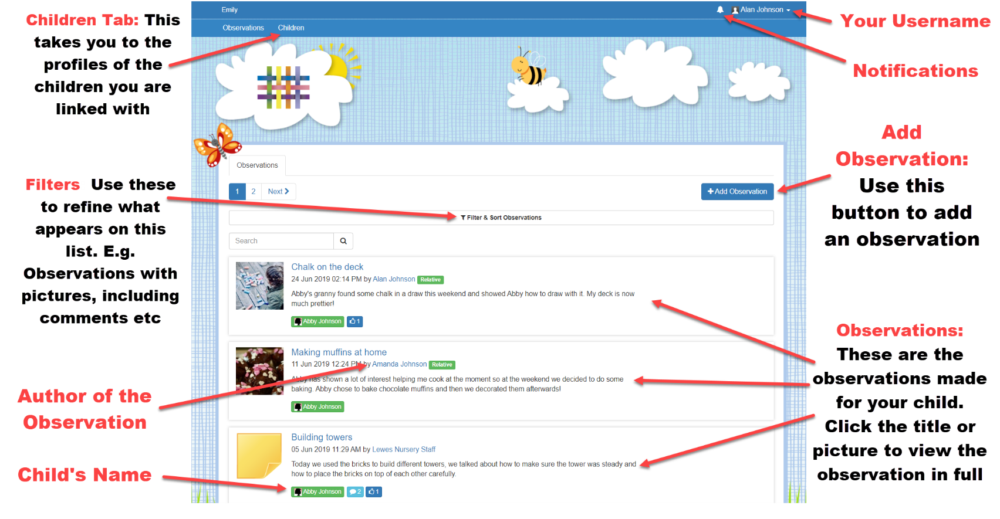 Emily
Alan Johnson
Observations Children
Children Tab: This
takes you to the
profiles of the
children you are
linked with
Your Username
Notifications
Add
Observation:
Use this
button to add
an observation
Filters Use these
to refine what
appears on this
list. E.g.
Observations with
pictures, including
comments etc
Observations
1 2 Next
Add Observation
Filter & Sort Observations
Search
Chalk on the deck
24 Jun 2019 02:14 PM by Alan Johnson Relative
Abby's granny found some chalk in a draw this weekend and showed Abby how to draw with it. My deck is now
much prettier!
Abby Johnson 1
Making muffins at home
11 Jun 2019 12:24 PM by Amanda Johnson Relative
Abby has shown a lot of interest helping me cook at the moment so at the weekend we decided to do some
baking. Abby chose to bake chocolate muffins and then we decorated them afterwards!
Abby Johnson
Building towers
05 Jun 2019 11:29 AM by Lewes Nursery Staff
Today we used the bricks to build different towers, we talked about how to make sure the tower was steady and
how to place the bricks on top of each other carefully.
Abby Johnson 2 1
Author of the
Observation
Child's Name
Observations:
These are the
observations made
for your child.
Click the title or
picture to view the
observation in full